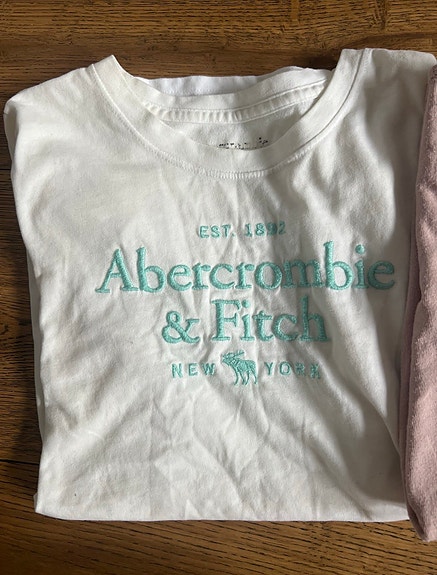 EST. 1892
Abercrombie
& Fitch
NEW YORK